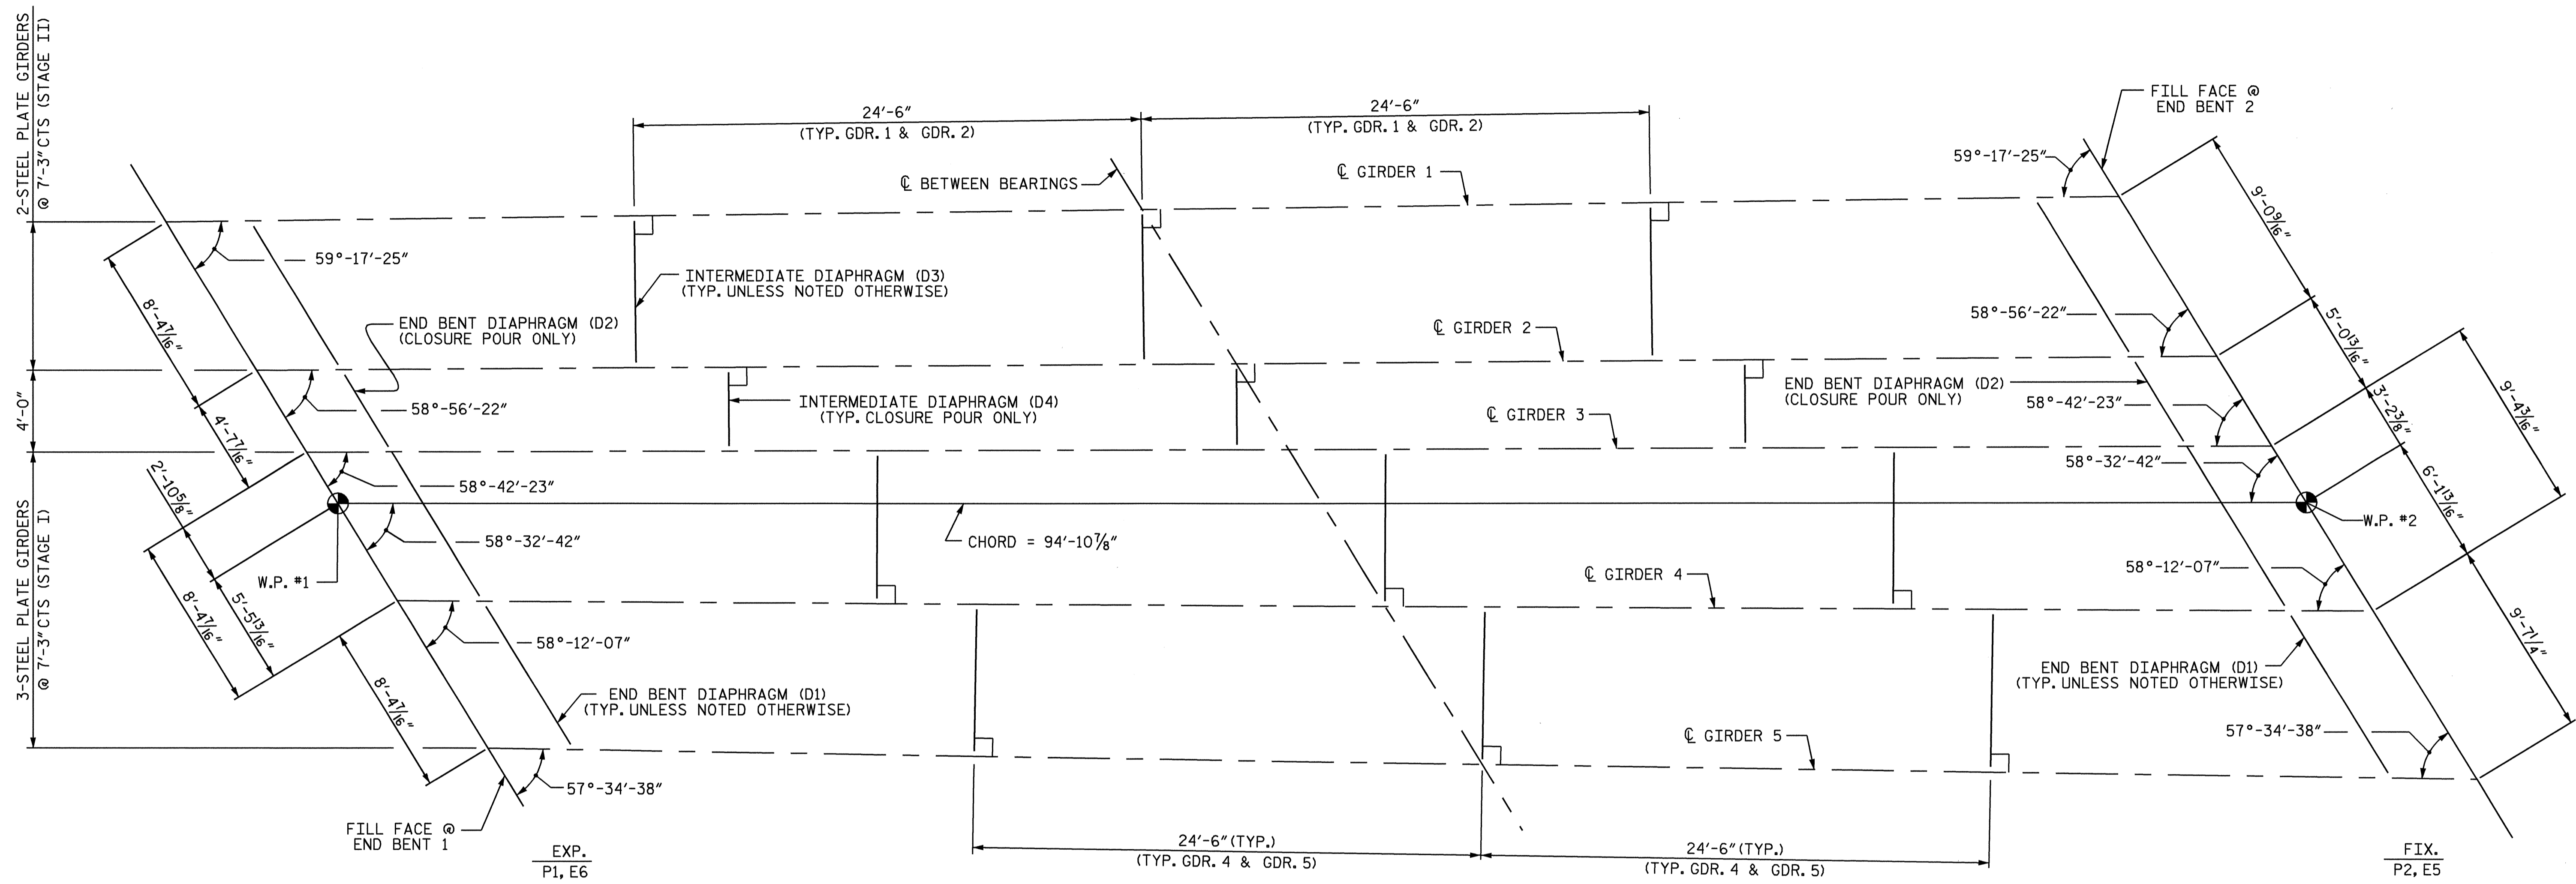 2-STEEL PLATE GIRDERS
@ 7'-3" CTS (STAGE II)
4'-0"
3-STEEL PLATE GIRDERS
@ 7'-3" CTS (STAGE I)
24'-6"
(TYP. GDR. 1 & GDR. 2)
24'-6"
(TYP. GDR. 1 & GDR. 2)
FILL FACE @
END BENT 2
59°-17'-25"
℄ BETWEEN BEARINGS
℄ GIRDER 1
9'-0 9/16"
59°-17'-25"
INTERMEDIATE DIAPHRAGM (D3)
(TYP. UNLESS NOTED OTHERWISE)
8'-4 7/16"
END BENT DIAPHRAGM (D2)
(CLOSURE POUR ONLY)
℄ GIRDER 2
58°-56'-22"
5'-0 13/16"
58°-56'-22"
INTERMEDIATE DIAPHRAGM (D4)
(TYP. CLOSURE POUR ONLY)
℄ GIRDER 3
END BENT DIAPHRAGM (D2)
(CLOSURE POUR ONLY)
58°-42'-23"
3'-2 3/8"
9'-4 3/16"
4'-7 7/16"
2'-10 5/8"
58°-42'-23"
58°-32'-42"
6'-1 13/16"
58°-32'-42"
CHORD = 94'-10 7/8"
W.P. #2
W.P. #1
℄ GIRDER 4
58°-12'-07"
8'-4 7/16"
5'-5 13/16"
58°-12'-07"
9'-7 1/4"
8'-4 7/16"
END BENT DIAPHRAGM (D1)
(TYP. UNLESS NOTED OTHERWISE)
END BENT DIAPHRAGM (D1)
(TYP. UNLESS NOTED OTHERWISE)
℄ GIRDER 5
57°-34'-38"
57°-34'-38"
FILL FACE @
END BENT 1
EXP.
P1, E6
24'-6" (TYP.)
(TYP. GDR. 4 & GDR. 5)
24'-6" (TYP.)
(TYP. GDR. 4 & GDR. 5)
FIX.
P2, E5